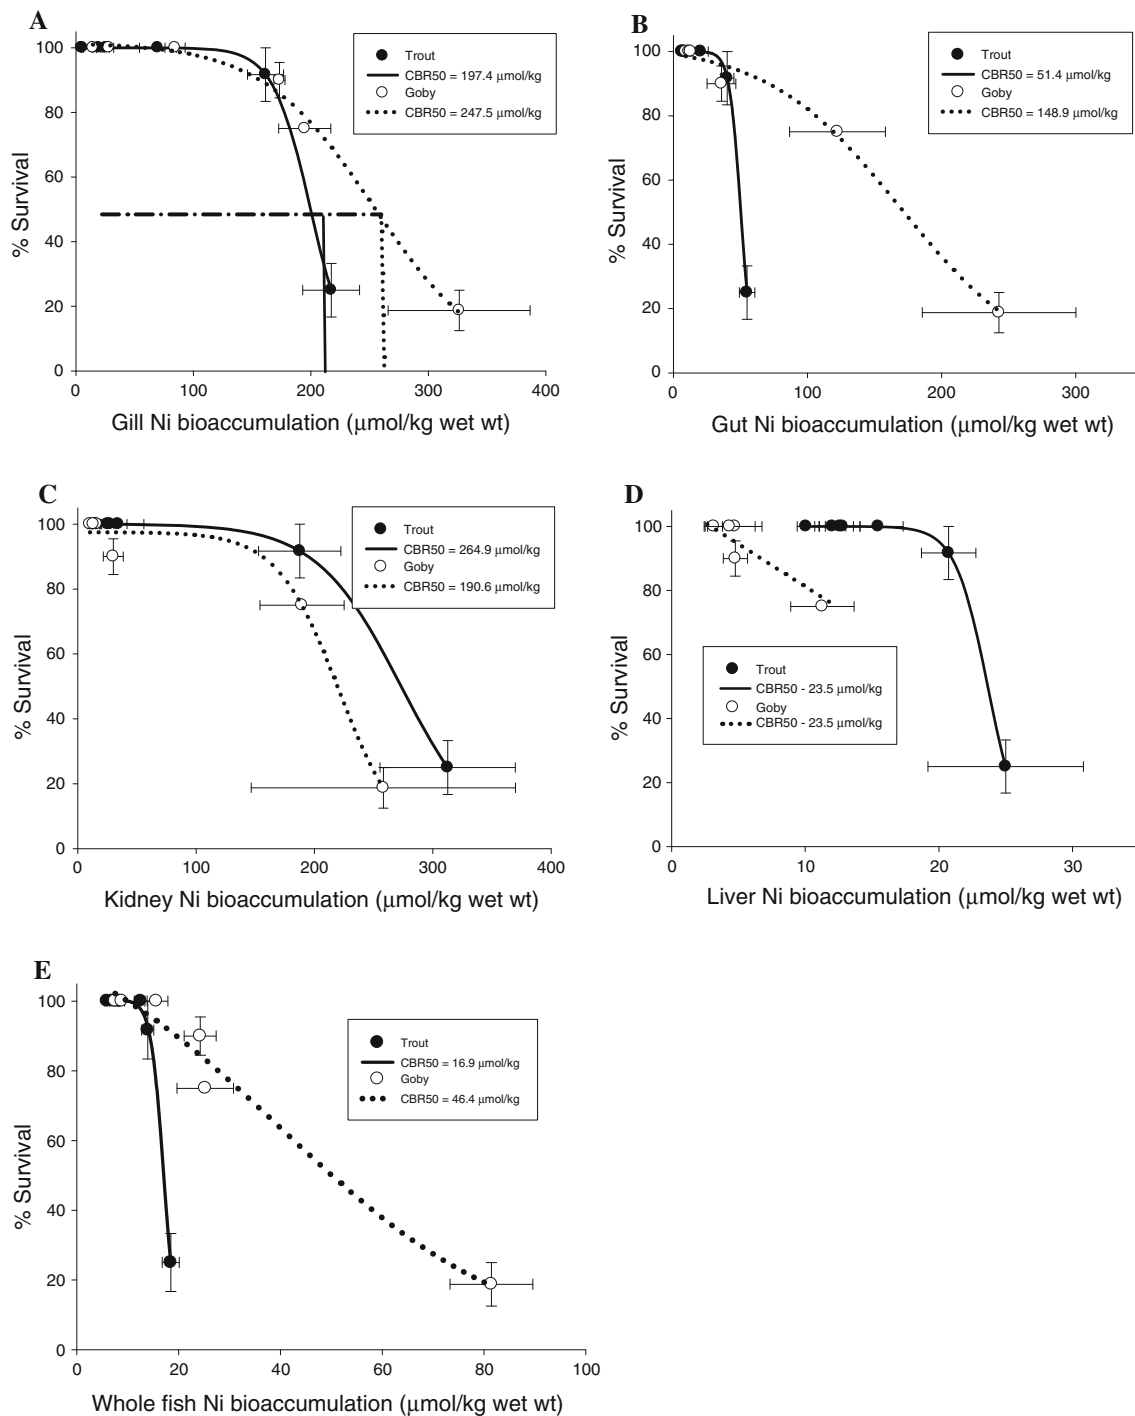 A
100
80
60
40
20
0
% Survival
Trout
CBR50 = 197.4 µmol/kg
Goby
CBR50 = 247.5 µmol/kg
0 100 200 300 400
Gill Ni bioaccumulation (µmol/kg wet wt)
B
100
80
60
40
20
0
% Survival
Trout
CBR50 = 51.4 µmol/kg
Goby
CBR50 = 148.9 µmol/kg
0 100 200 300
Gut Ni bioaccumulation (µmol/kg wet wt)
C
100
80
60
40
20
0
% Survival
Trout
CBR50 = 264.9 µmol/kg
Goby
CBR50 = 190.6 µmol/kg
0 100 200 300 400
Kidney Ni bioaccumulation (µmol/kg wet wt)
D
100
80
60
40
20
0
% Survival
Trout
CBR50 - 23.5 µmol/kg
Goby
CBR50 - 23.5 µmol/kg
0 10 20 30
Liver Ni bioaccumulation (µmol/kg wet wt)
E
100
80
60
40
20
0
% Survival
Trout
CBR50 = 16.9 µmol/kg
Goby
CBR50 = 46.4 µmol/kg
0 20 40 60 80 100
Whole fish Ni bioaccumulation (µmol/kg wet wt)